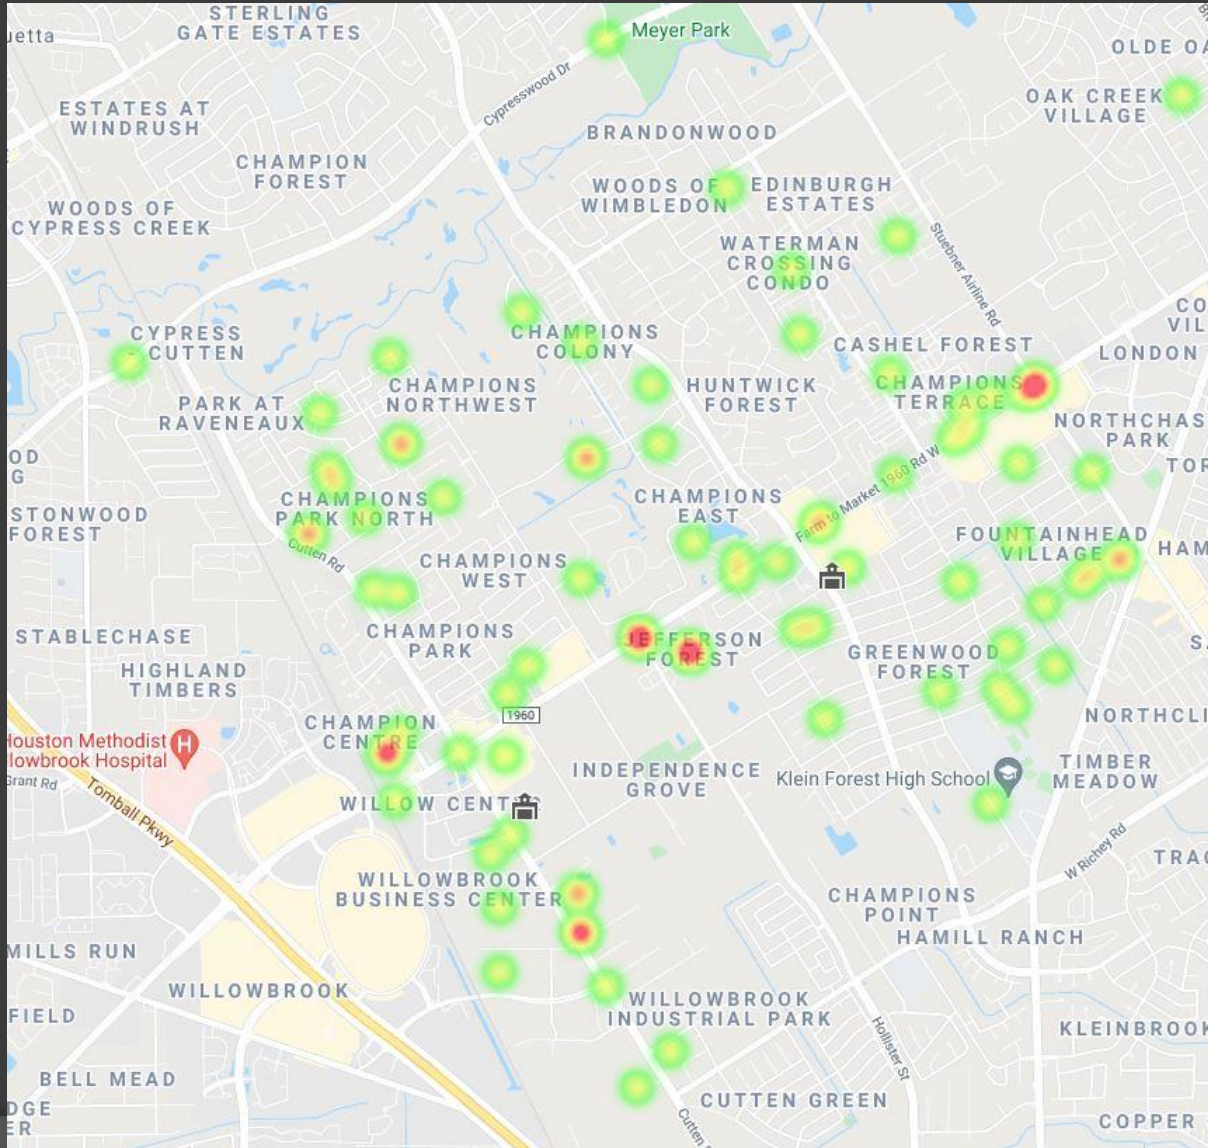 STERLING
GATE ESTATES
Meyer Park
uetta
OLDE OA
Cypresswood Dr
ESTATES AT
WINDRUSH
OAK CREEK
VILLAGE
BRANDONWOOD
CHAMPION
FOREST
WOODS OF
WIMBLEDON
EDINBURGH
ESTATES
WOODS OF
CYPRESS CREEK
WATERMAN
CROSSING
CONDO
Stuebner Airline Rd
CO
VIL
CYPRESS
CUTTEN
CHAMPIONS
COLONY
CASHEL FOREST
LONDON
CHAMPIONS
NORTHWEST
HUNTWICK
FOREST
CHAMPIONS
TERRACE
PARK AT
RAVENEAUX
NORTHCHAS
PARK
OD
G
TOR
Farm to Market 1960 Rd W
CHAMPIONS
PARK NORTH
CHAMPIONS
EAST
STONWOOD
FOREST
FOUNTAINHEAD
VILLAGE
HAM
Cutten Rd
CHAMPIONS
WEST
STABLECHASE
CHAMPIONS
PARK
JEFFERSON
FOREST
GREENWOOD
FOREST
S
HIGHLAND
TIMBERS
1960
NORTHCLI
CHAMPION
CENTRE
Houston Methodist
lowbrook Hospital
H
Grant Rd
INDEPENDENCE
GROVE
Klein Forest High School
TIMBER
MEADOW
Tomball Pkwy
WILLOW CENTER
W Richey Rd
TRAC
WILLOWBROOK
BUSINESS CENTER
CHAMPIONS
POINT
HAMILL RANCH
MILLS RUN
WILLOWBROOK
WILLOWBROOK
INDUSTRIAL PARK
FIELD
KLEINBROOK
Hollister St
BELL MEAD
CUTTEN GREEN
DGE
ER
Cutten
COPPER